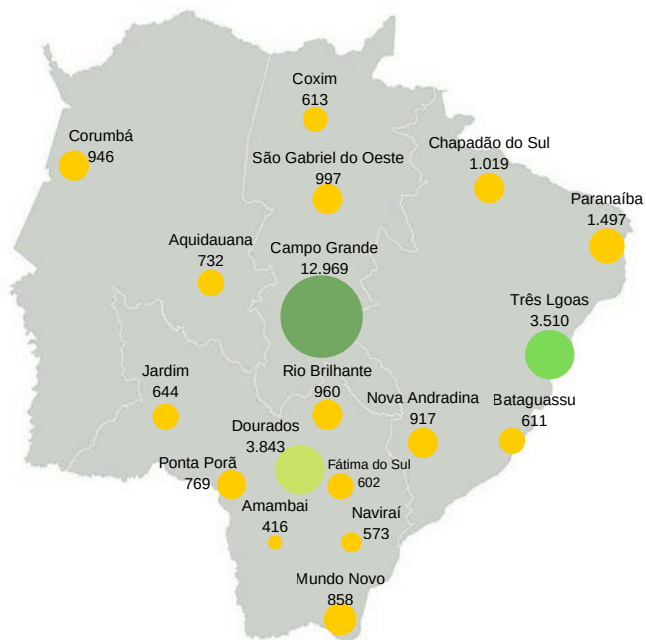 Coxim
613
Corumbá
946
São Gabriel do Oeste
997
Chapadão do Sul
1.019
Paranaíba
1.497
Aquidauana
732
Campo Grande
12.969
Três Lgoas
3.510
Jardim
644
Rio Brilhante
960
Nova Andradina
917
Bataguassu
611
Dourados
3.843
Ponta Porã
769
Fátima do Sul
602
Amambai
416
Naviraí
573
Mundo Novo
858